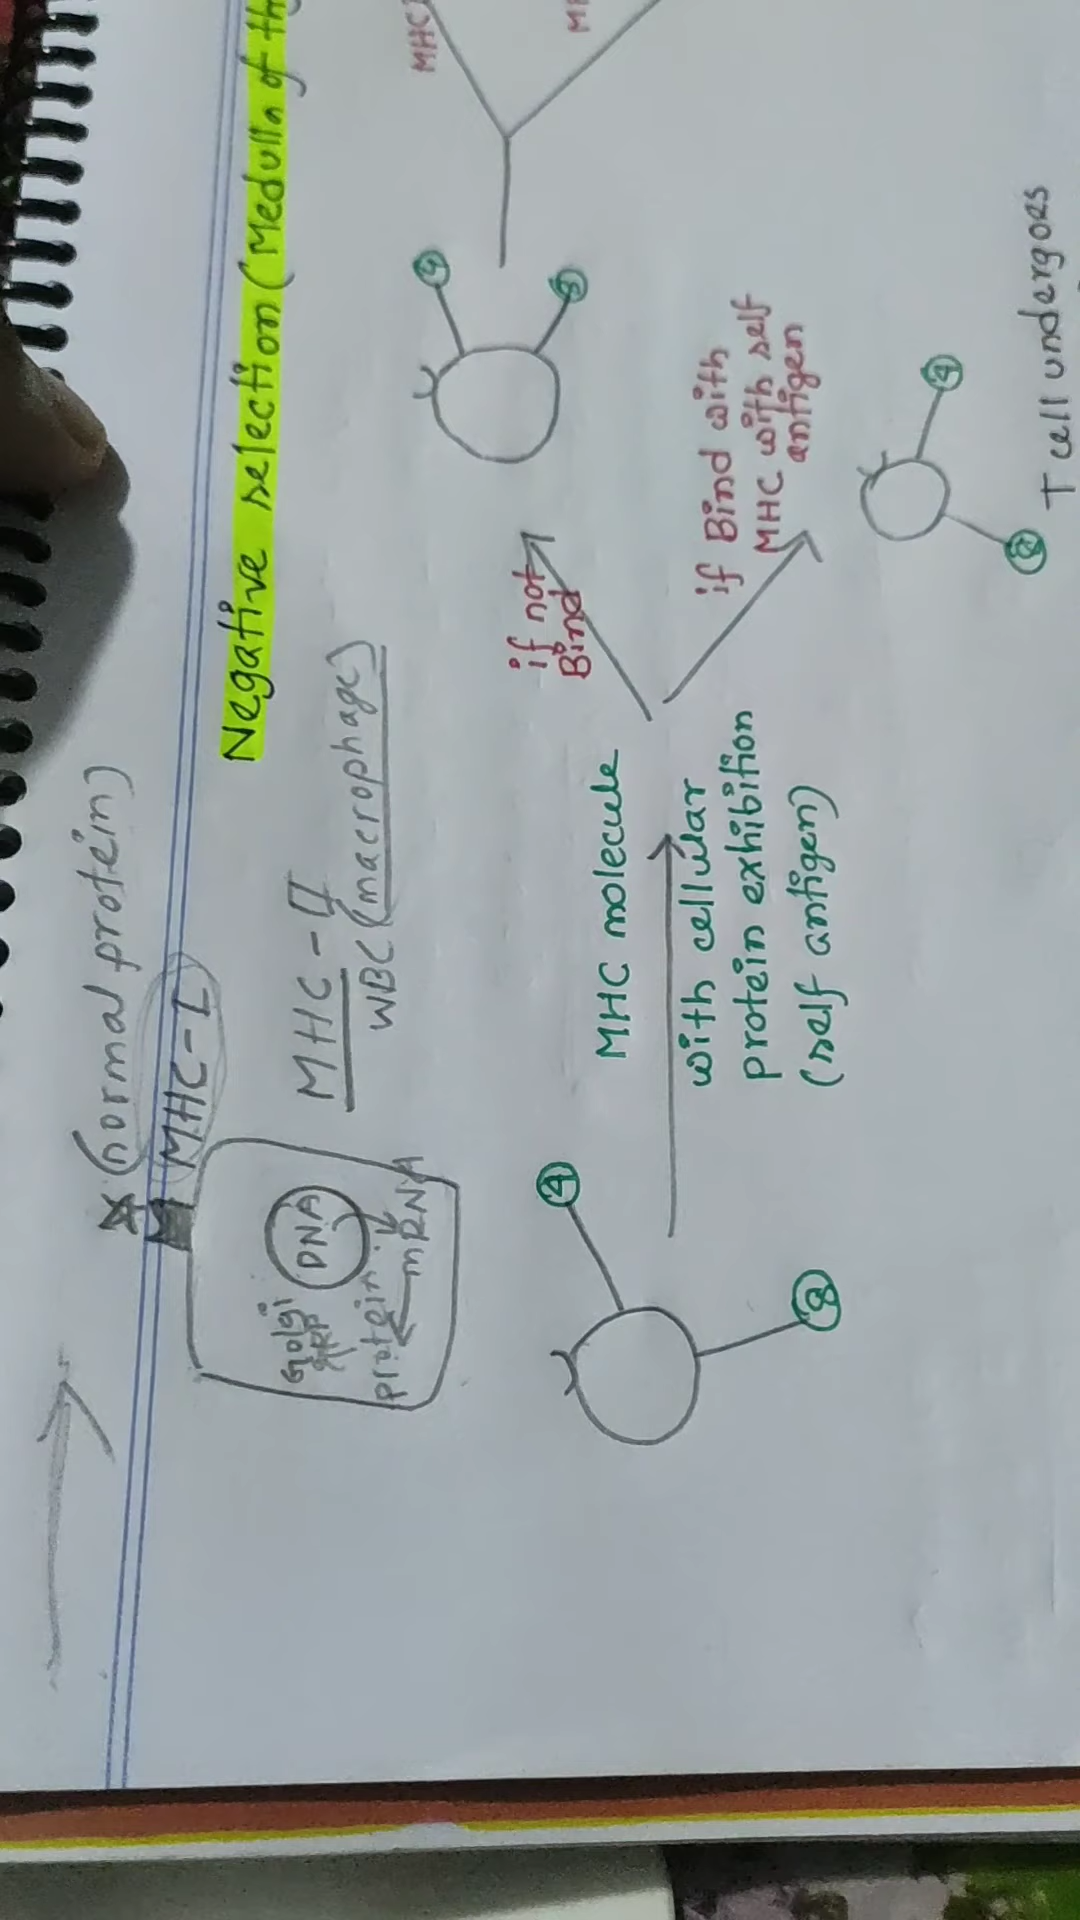 (normal protein)
MHC-I
Negative selection (Medulla of th
MHC-II
WBC (macrophage)
DNA
Golgi
protein
mRNA
4
8
MHC molecule
with cellular
protein exhibition
(self antigen)
if not
Bind
if Bind with
MHC with self
antigen
4
8
MHC
4
8
T cell undergoes